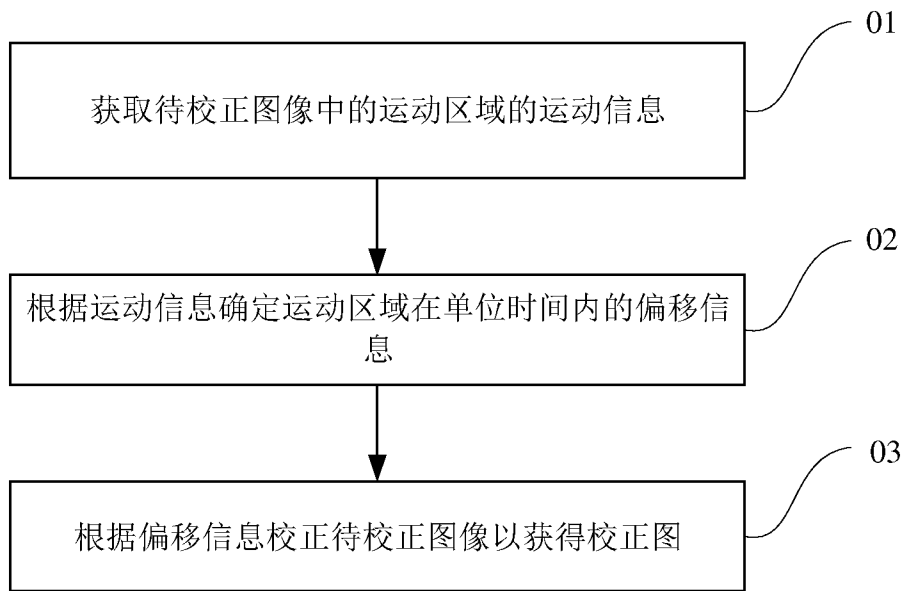 01
获取待校正图像中的运动区域的运动信息
02
根据运动信息确定运动区域在单位时间内的偏移信
息
03
根据偏移信息校正待校正图像以获得校正图